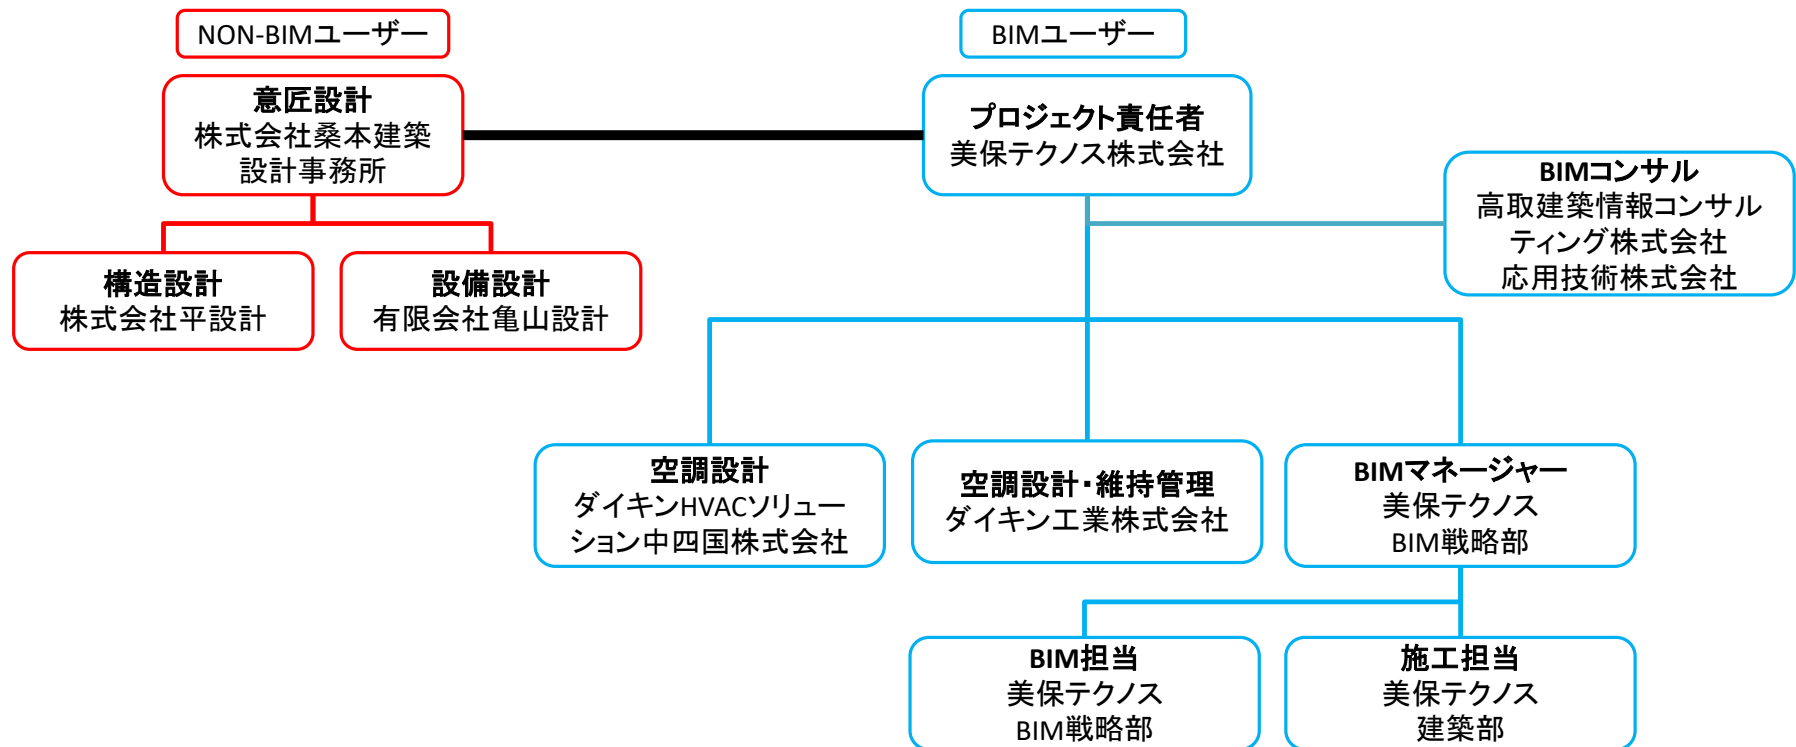 NON-BIMユーザー
BIMユーザー
意匠設計
株式会社桑本建築
設計事務所
プロジェクト責任者
美保テクノス株式会社
BIMコンサル
高取建築情報コンサル
ティング株式会社
応用技術株式会社
構造設計
株式会社平設計
設備設計
有限会社亀山設計
空調設計
ダイキンHVACソリュー
ション中四国株式会社
空調設計・維持管理
ダイキン工業株式会社
BIMマネージャー
美保テクノス
BIM戦略部
BIM担当
美保テクノス
BIM戦略部
施工担当
美保テクノス
建築部